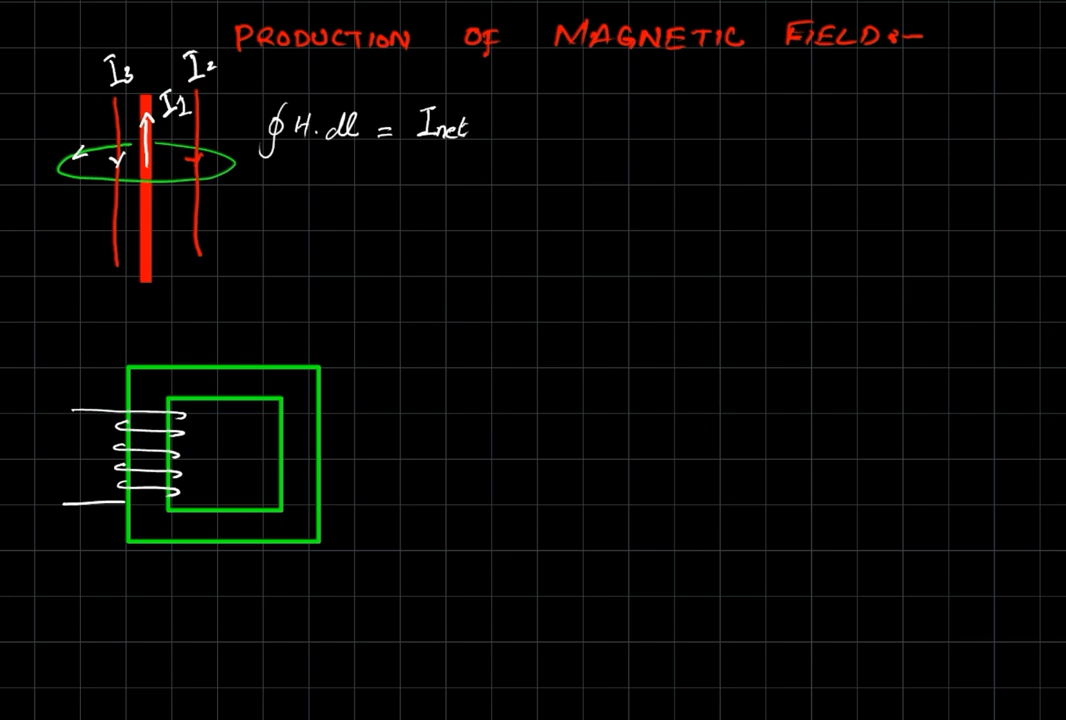 PRODUCTION OF MAGNETIC FIELD:-
I3 I2
I1
∮H.dl = Inet